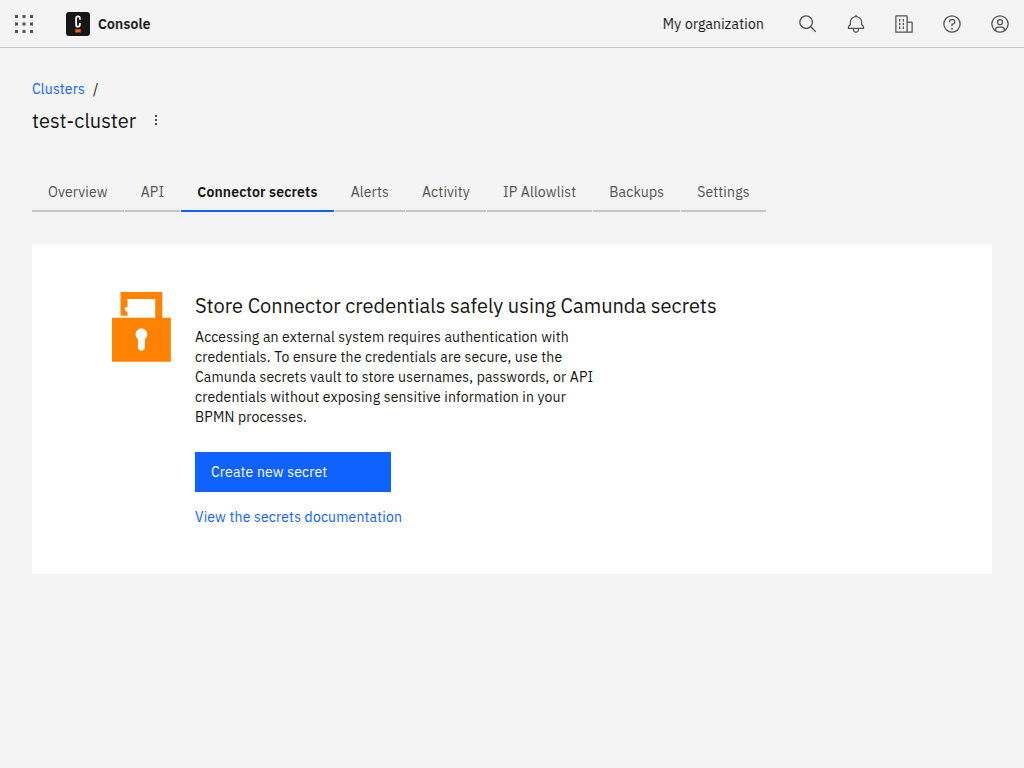 Console
My organization
Clusters /
test-cluster
Overview API Connector secrets Alerts Activity IP Allowlist Backups Settings
Store Connector credentials safely using Camunda secrets
Accessing an external system requires authentication with
credentials. To ensure the credentials are secure, use the
Camunda secrets vault to store usernames, passwords, or API
credentials without exposing sensitive information in your
BPMN processes.
Create new secret
View the secrets documentation